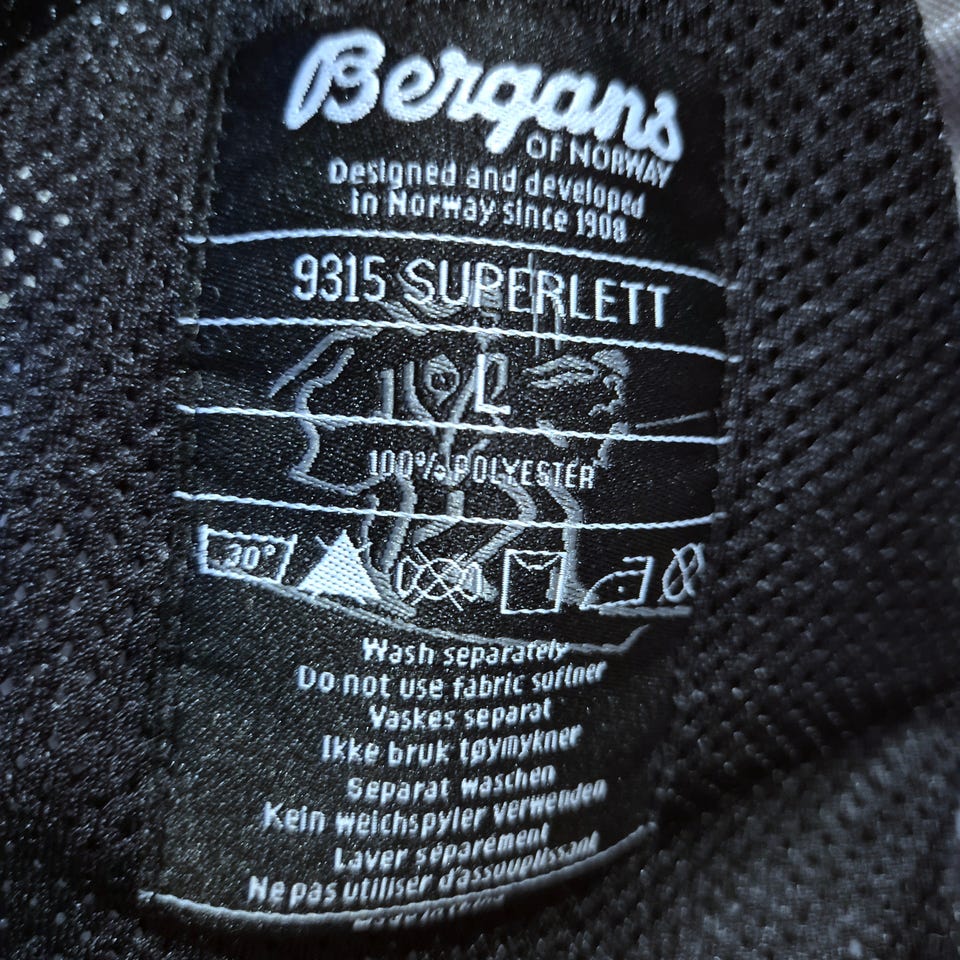 Bergans
OF NORWAY
Designed and developed
in Norway since 1908
9315 SUPERLETT
L
100% POLYESTER
30°
Wash separately
Do not use fabric softner
Vaskes separat
Ikke bruk tøymykner
Separat waschen
Kein weichspyler verwenden
Laver séparément
Ne pas utiliser d'assouplissant
Made in